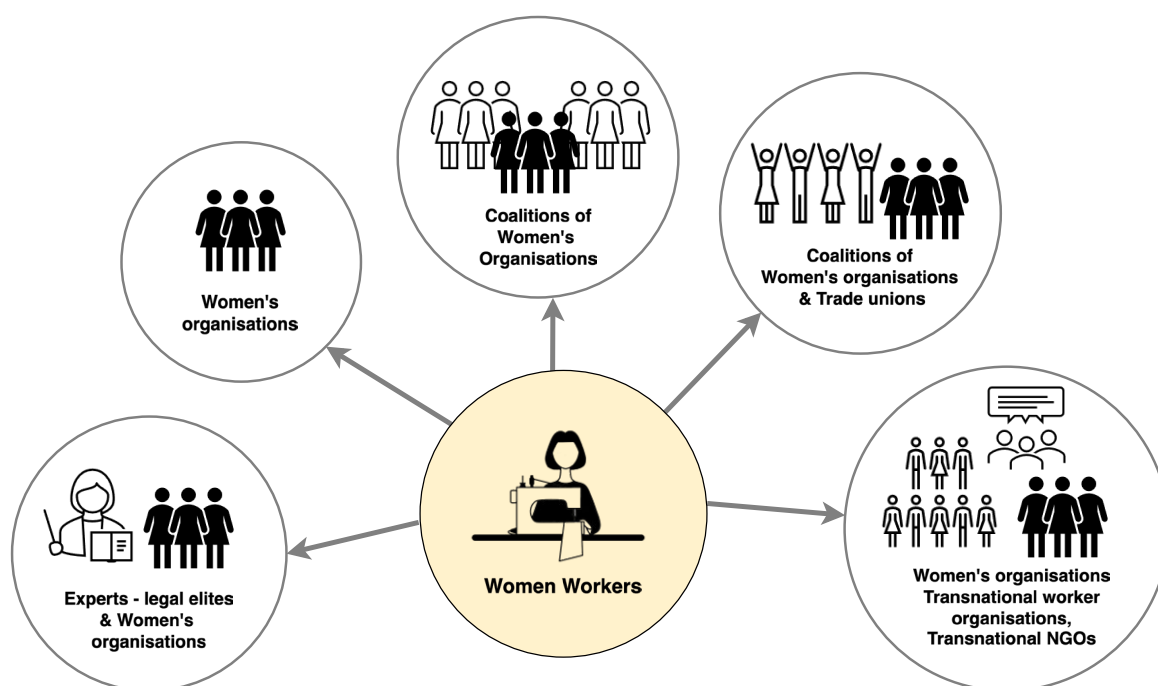 Coalitions of
Women's
Organisations
Coalitions of
Women's organisations
& Trade unions
Women's
organisations
Women Workers
Experts - legal elites
& Women's
organisations
Women's organisations
Transnational worker
organisations,
Transnational NGOs